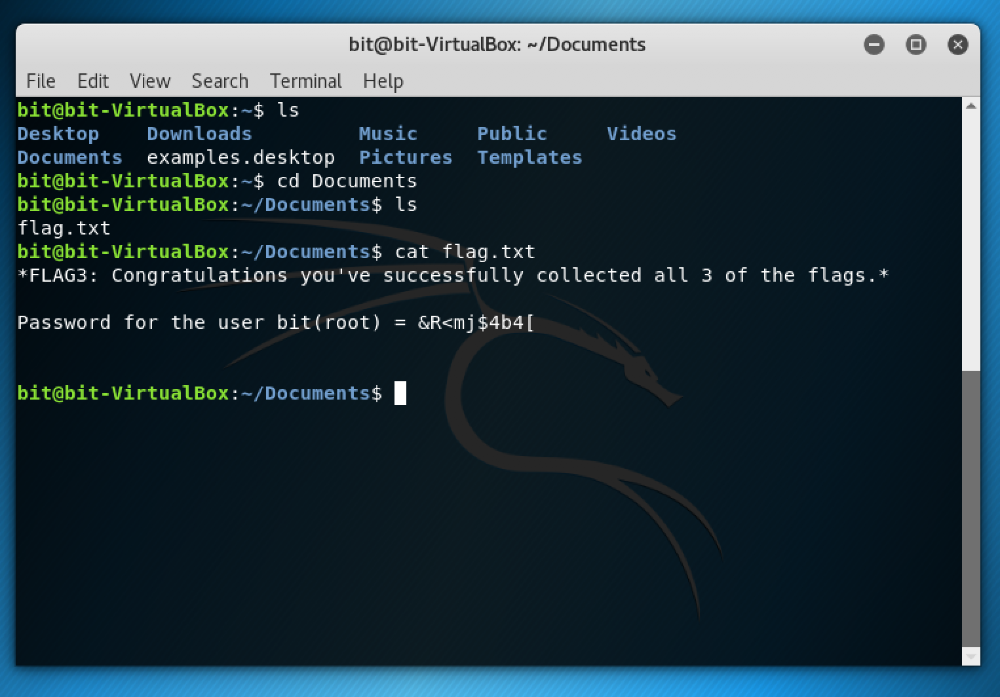 bit@bit-VirtualBox: ~/Documents
File Edit View Search Terminal Help
bit@bit-VirtualBox:~$ ls
Desktop Downloads Music Public Videos
Documents examples.desktop Pictures Templates
bit@bit-VirtualBox:~$ cd Documents
bit@bit-VirtualBox:~/Documents$ ls
flag.txt
bit@bit-VirtualBox:~/Documents$ cat flag.txt
*FLAG3: Congratulations you've successfully collected all 3 of the flags.*
Password for the user bit(root) = &R<mj$4b4[
bit@bit-VirtualBox:~/Documents$